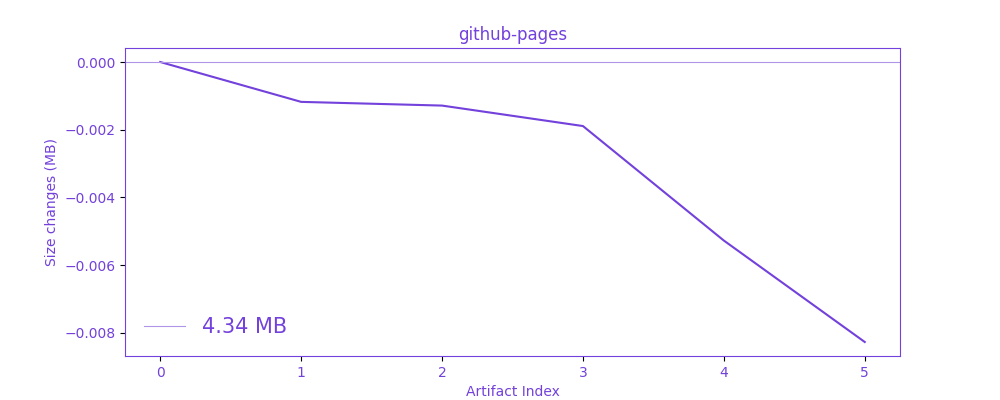 github-pages
Size changes (MB)
0.000
−0.002
−0.004
−0.006
−0.008
4.34 MB
0 1 2 3 4 5
Artifact Index